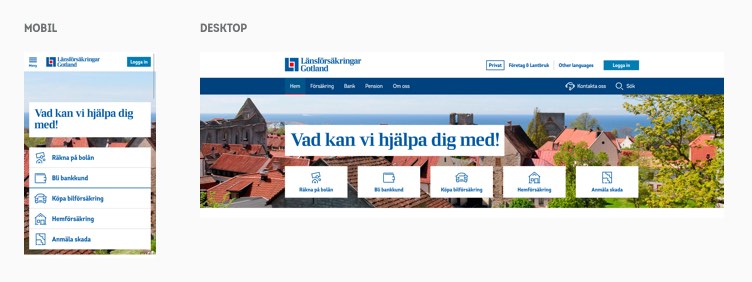 MOBIL
Meny
Länsförsäkringar
Gotland
Logga in
Vad kan vi hjälpa dig
med!
Räkna på bolån
Bli bankkund
Köpa bilförsäkring
Hemförsäkring
Anmäla skada
DESKTOP
Länsförsäkringar
Gotland
Privat Företag & Lantbruk Other languages Logga in
Hem Försäkring Bank Pension Om oss Kontakta oss Sök
Vad kan vi hjälpa dig med!
Räkna på bolån Bli bankkund Köpa bilförsäkring Hemförsäkring Anmäla skada